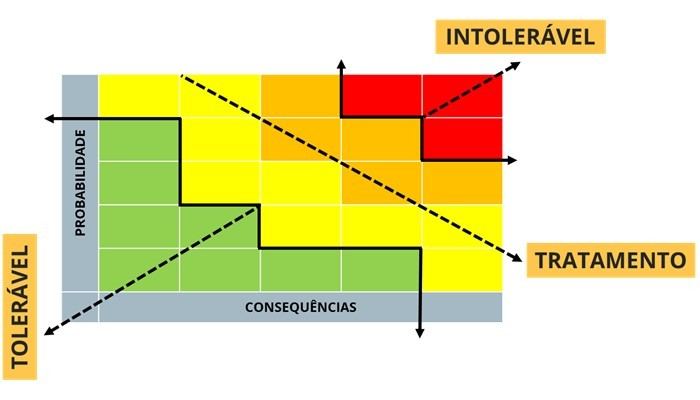 INTOLERÁVEL
PROBABILIDADE
TRATAMENTO
TOLERÁVEL
CONSEQUÊNCIAS